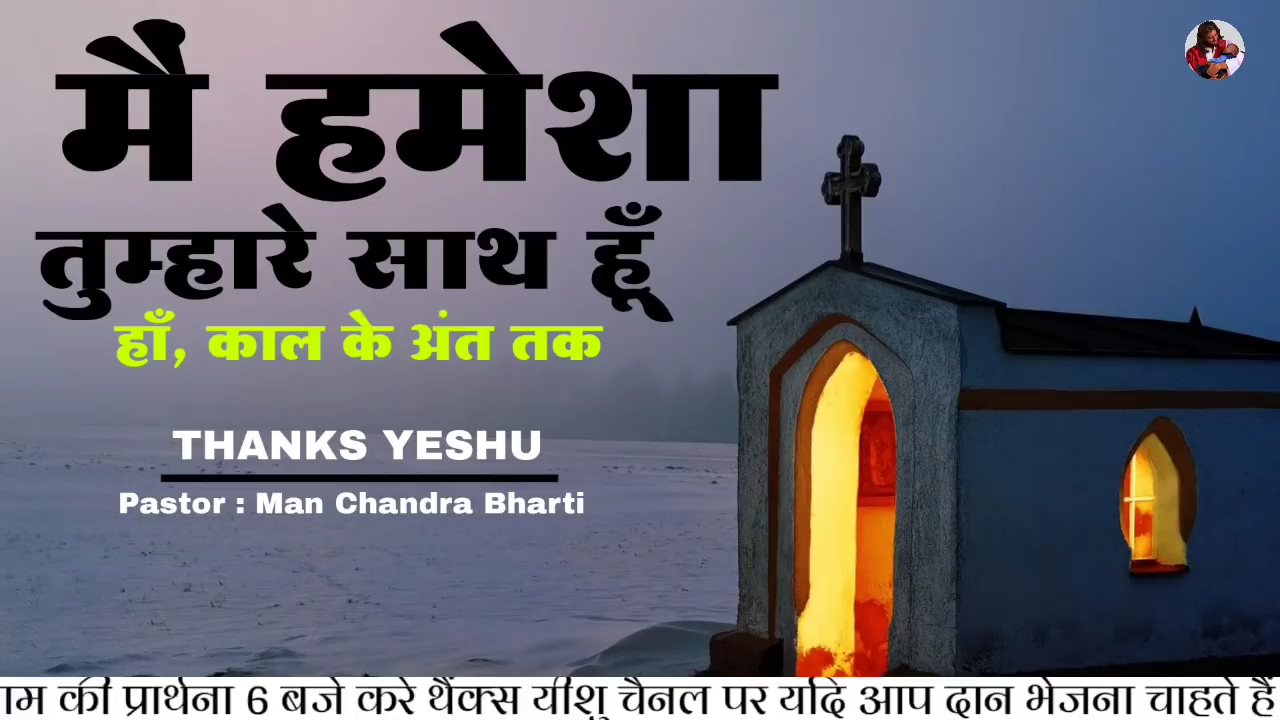 मै हमेशा
तुम्हारे साथ हूँ
हाँ, काल के अंत तक
THANKS YESHU
Pastor : Man Chandra Bharti
ाम की प्रार्थना 6 बजे करे थैंक्स यीशु चैनल पर यदि आप दान भेजना चाहते हैं